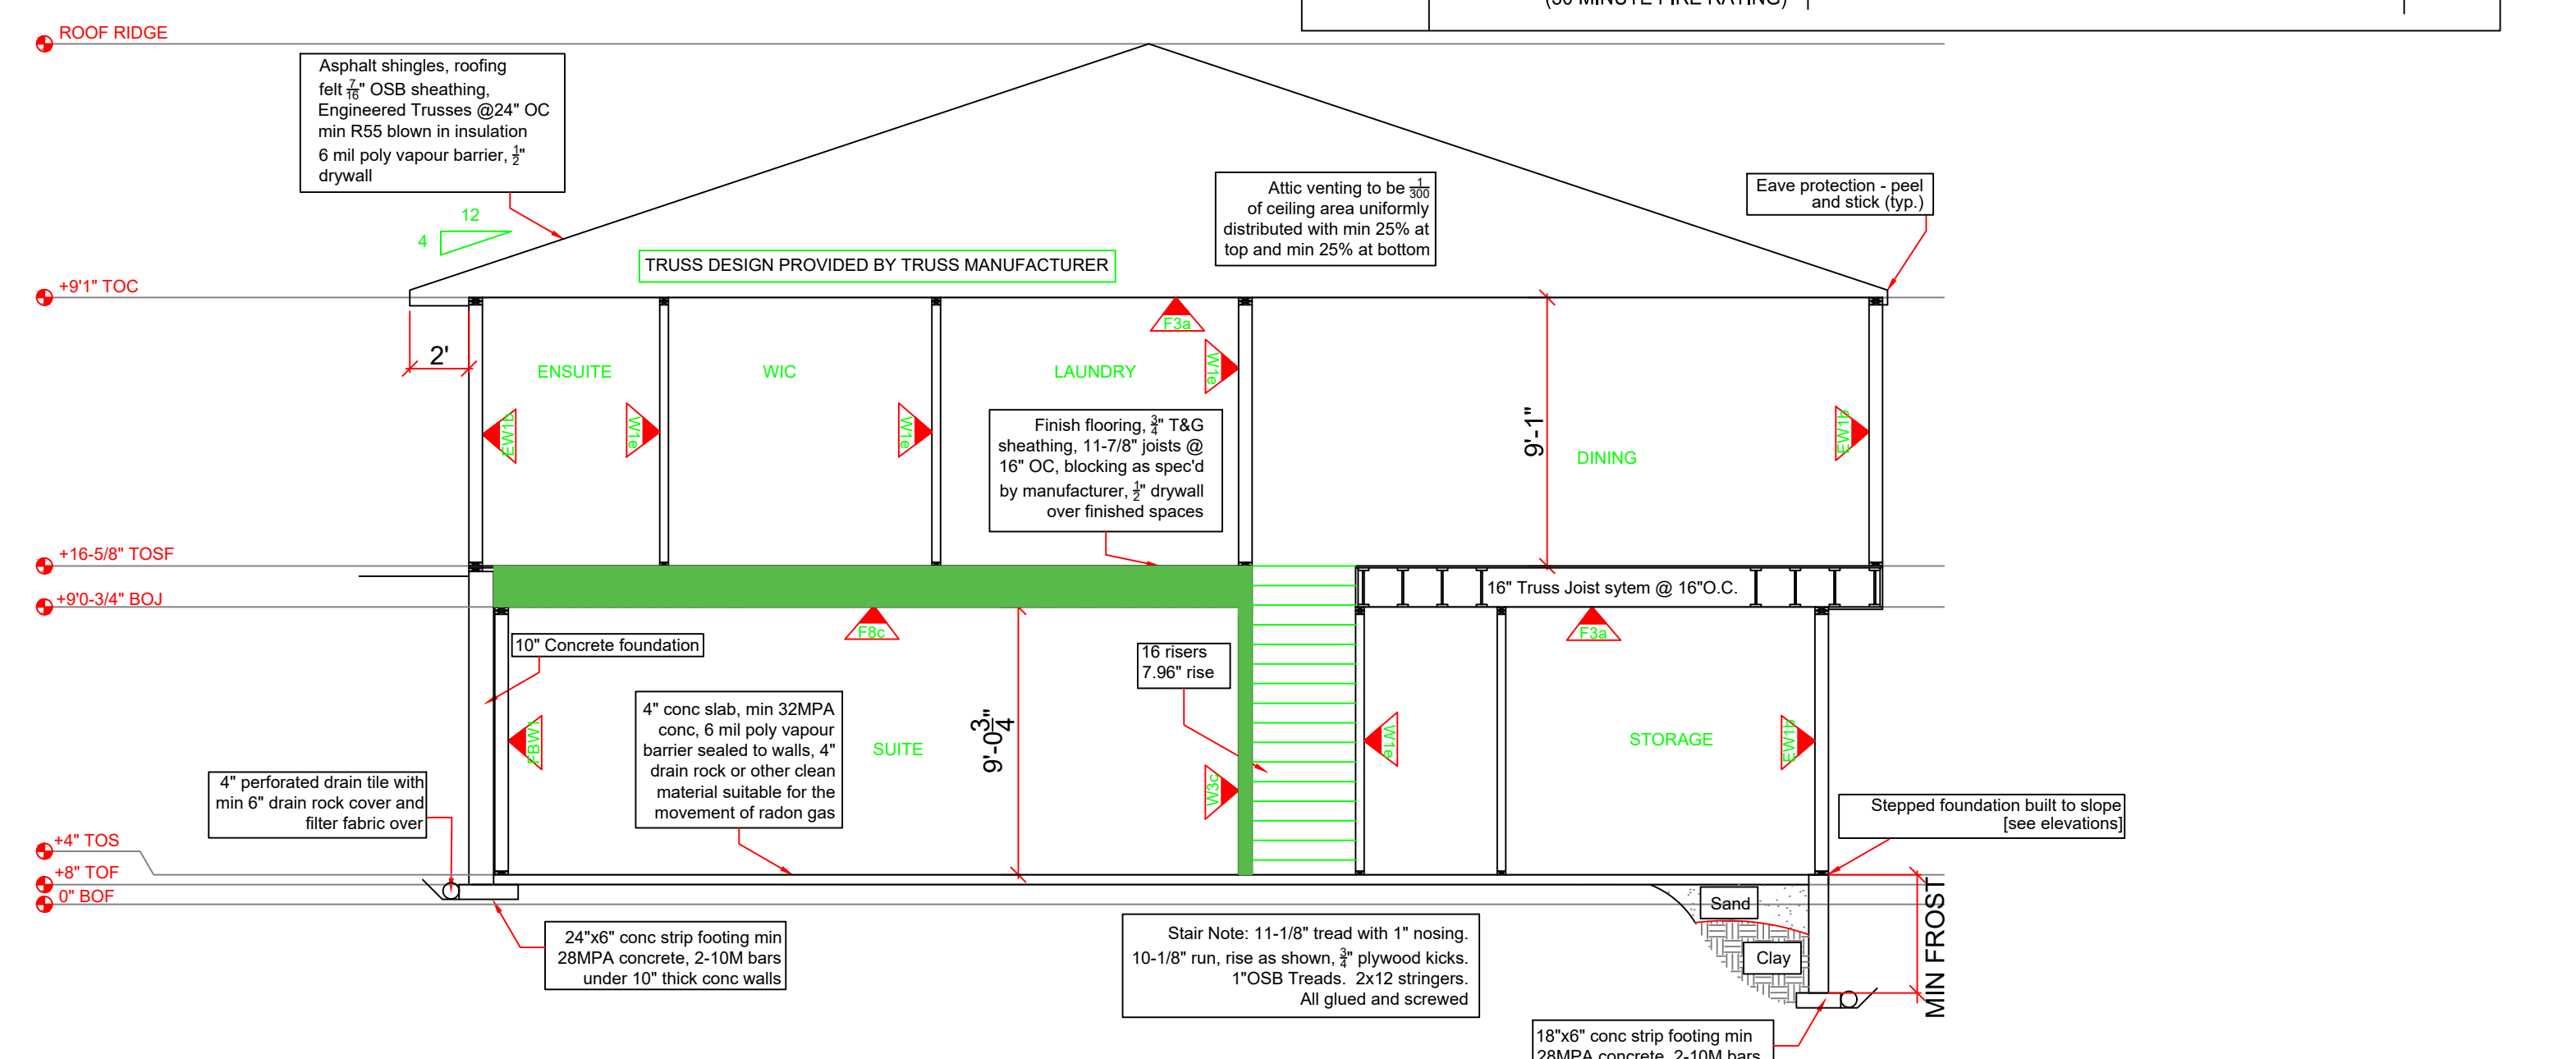 (30 MINUTE FIRE RATING)
ROOF RIDGE
Asphalt shingles, roofing
felt 7/16" OSB sheathing,
Engineered Trusses @24" OC
min R55 blown in insulation
6 mil poly vapour barrier, 1/2"
drywall
12
4
TRUSS DESIGN PROVIDED BY TRUSS MANUFACTURER
Attic venting to be 1/300
of ceiling area uniformly
distributed with min 25% at
top and min 25% at bottom
Eave protection - peel
and stick (typ.)
+9'1" TOC
2'
F3a
ENSUITE
WIC
LAUNDRY
W1e
EW1b
W1e
W1e
Finish flooring, 3/4" T&G
sheathing, 11-7/8" joists @
16" OC, blocking as spec'd
by manufacturer, 1/2" drywall
over finished spaces
9'-1"
DINING
EW1b
+16-5/8" TOSF
+9'0-3/4" BOJ
16" Truss Joist sytem @ 16"O.C.
F8c
F3a
10" Concrete foundation
16 risers
7.96" rise
4" conc slab, min 32MPA
conc, 6 mil poly vapour
barrier sealed to walls, 4"
drain rock or other clean
material suitable for the
movement of radon gas
FBW1
SUITE
9'-0 3/4"
W3c
W1e
STORAGE
EW1b
4" perforated drain tile with
min 6" drain rock cover and
filter fabric over
Stepped foundation built to slope
[see elevations]
+4" TOS
+8" TOF
0" BOF
Sand
Clay
MIN FROST
24"x6" conc strip footing min
28MPA concrete, 2-10M bars
under 10" thick conc walls
Stair Note: 11-1/8" tread with 1" nosing.
10-1/8" run, rise as shown, 3/4" plywood kicks.
1"OSB Treads. 2x12 stringers.
All glued and screwed
18"x6" conc strip footing min
28MPA concrete, 2-10M bars